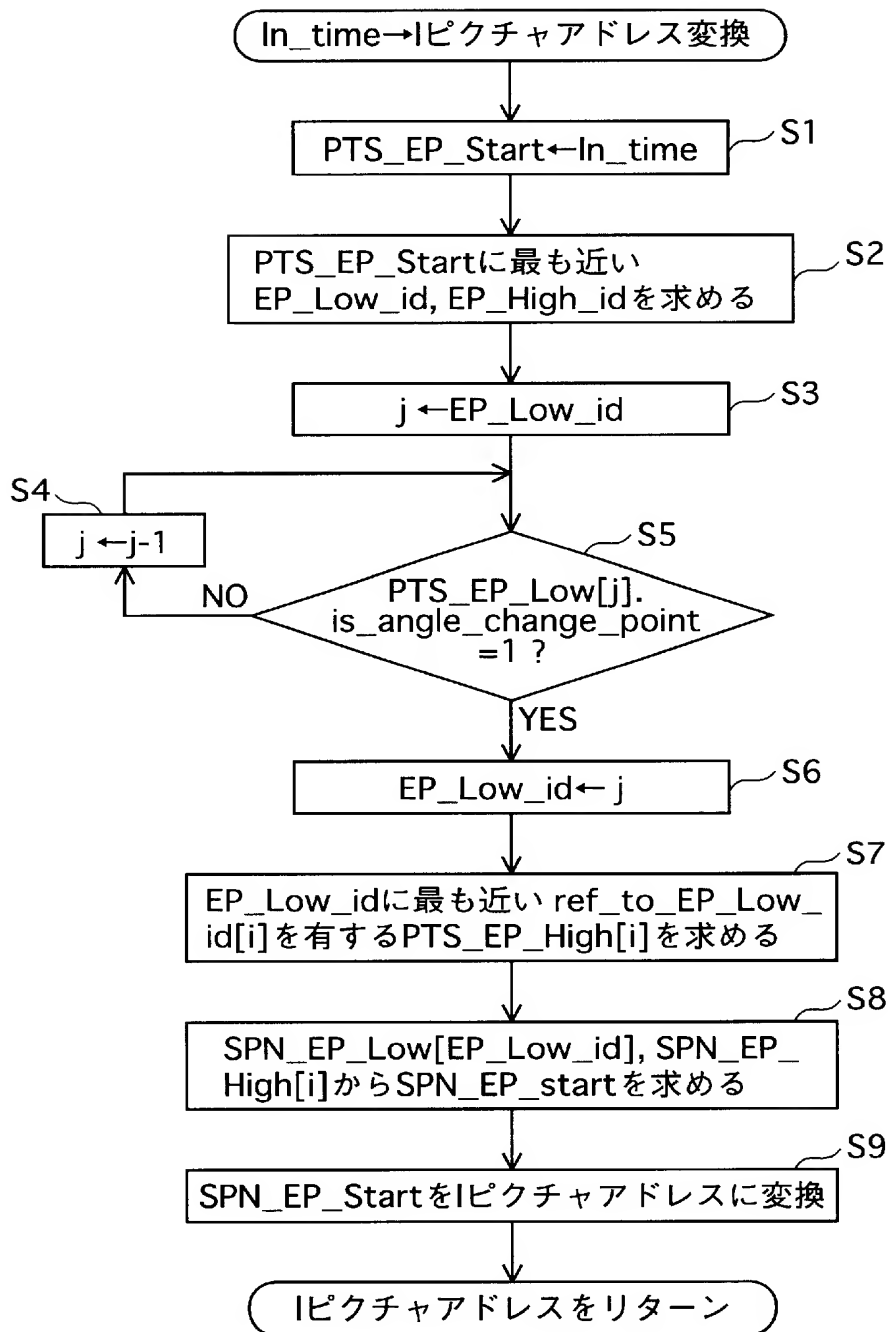 In_time→Iピクチャアドレス変換
S1
PTS_EP_Start←In_time
S2
PTS_EP_Startに最も近い
EP_Low_id, EP_High_idを求める
S3
j←EP_Low_id
S4
j←j-1
S5
NO
PTS_EP_Low[j].
is_angle_change_point
=1 ?
YES
S6
EP_Low_id← j
S7
EP_Low_idに最も近い ref_to_EP_Low_
id[i]を有するPTS_EP_High[i]を求める
S8
SPN_EP_Low[EP_Low_id], SPN_EP_
High[i]からSPN_EP_startを求める
S9
SPN_EP_StartをIピクチャアドレスに変換
Iピクチャアドレスをリターン